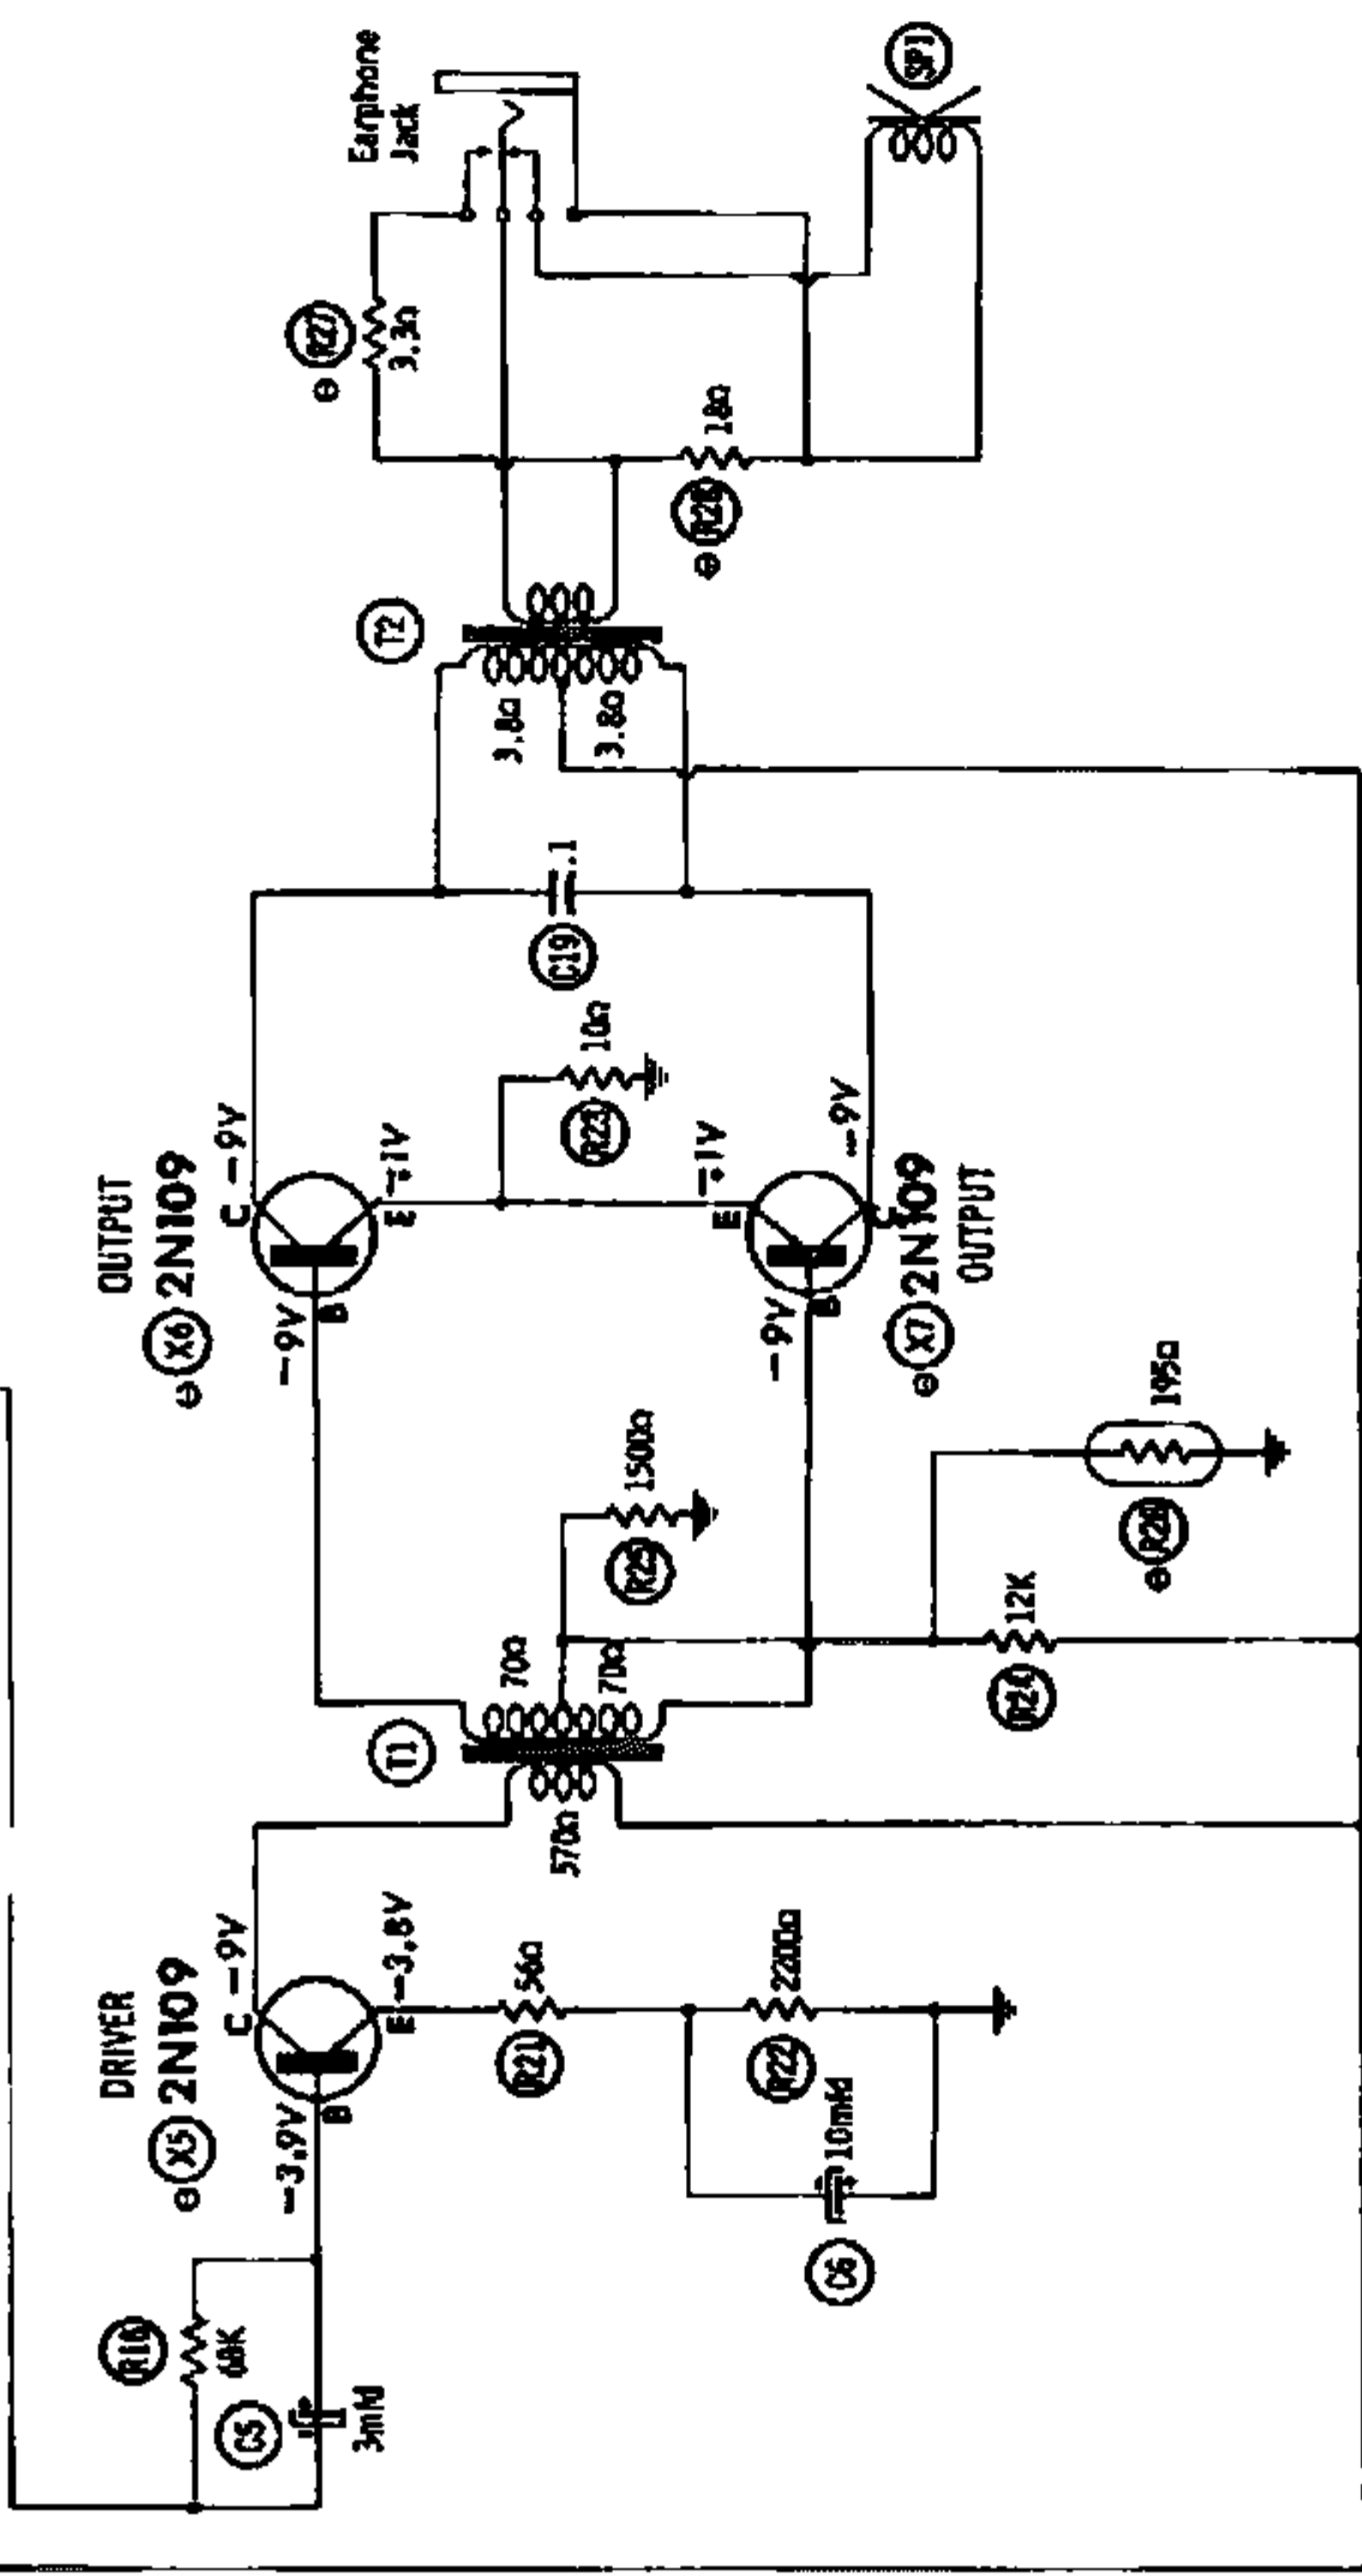 DRIVER
X5 2N109
C -9V
-3.9V
B
E -3.8V
R16
68K
C5
3mfd
R21
56Ω
R22
2200Ω
C6
10mfd
T1
570Ω
70Ω
70Ω
R25
1500Ω
R24
12K
195Ω
OUTPUT
X6 2N109
C -9V
-9V
B
E -.1V
R23
10Ω
E -.1V
-9V
B
C -9V
X7 2N109
OUTPUT
C19
.1
T2
3.8Ω
3.8Ω
R27
3.3Ω
18Ω
Earphone
Jack
SP1